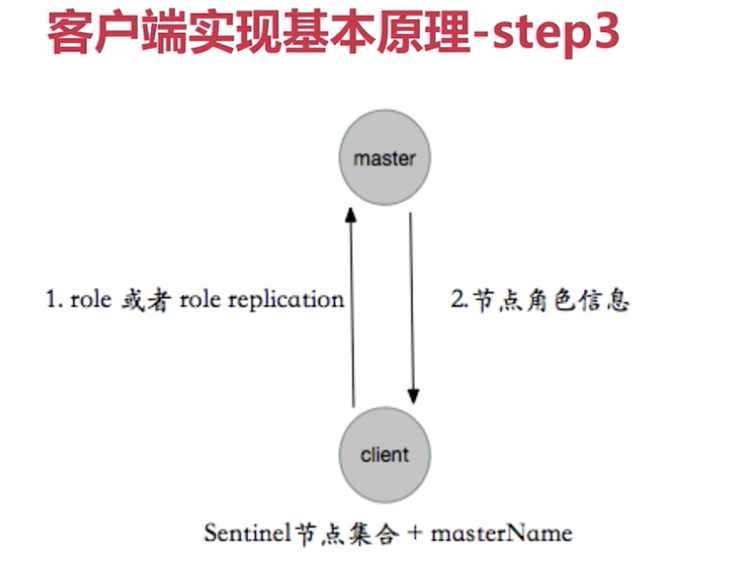 客户端实现基本原理-step3
master
1. role 或者 role replication
2.节点角色信息
client
Sentinel节点集合 + masterName